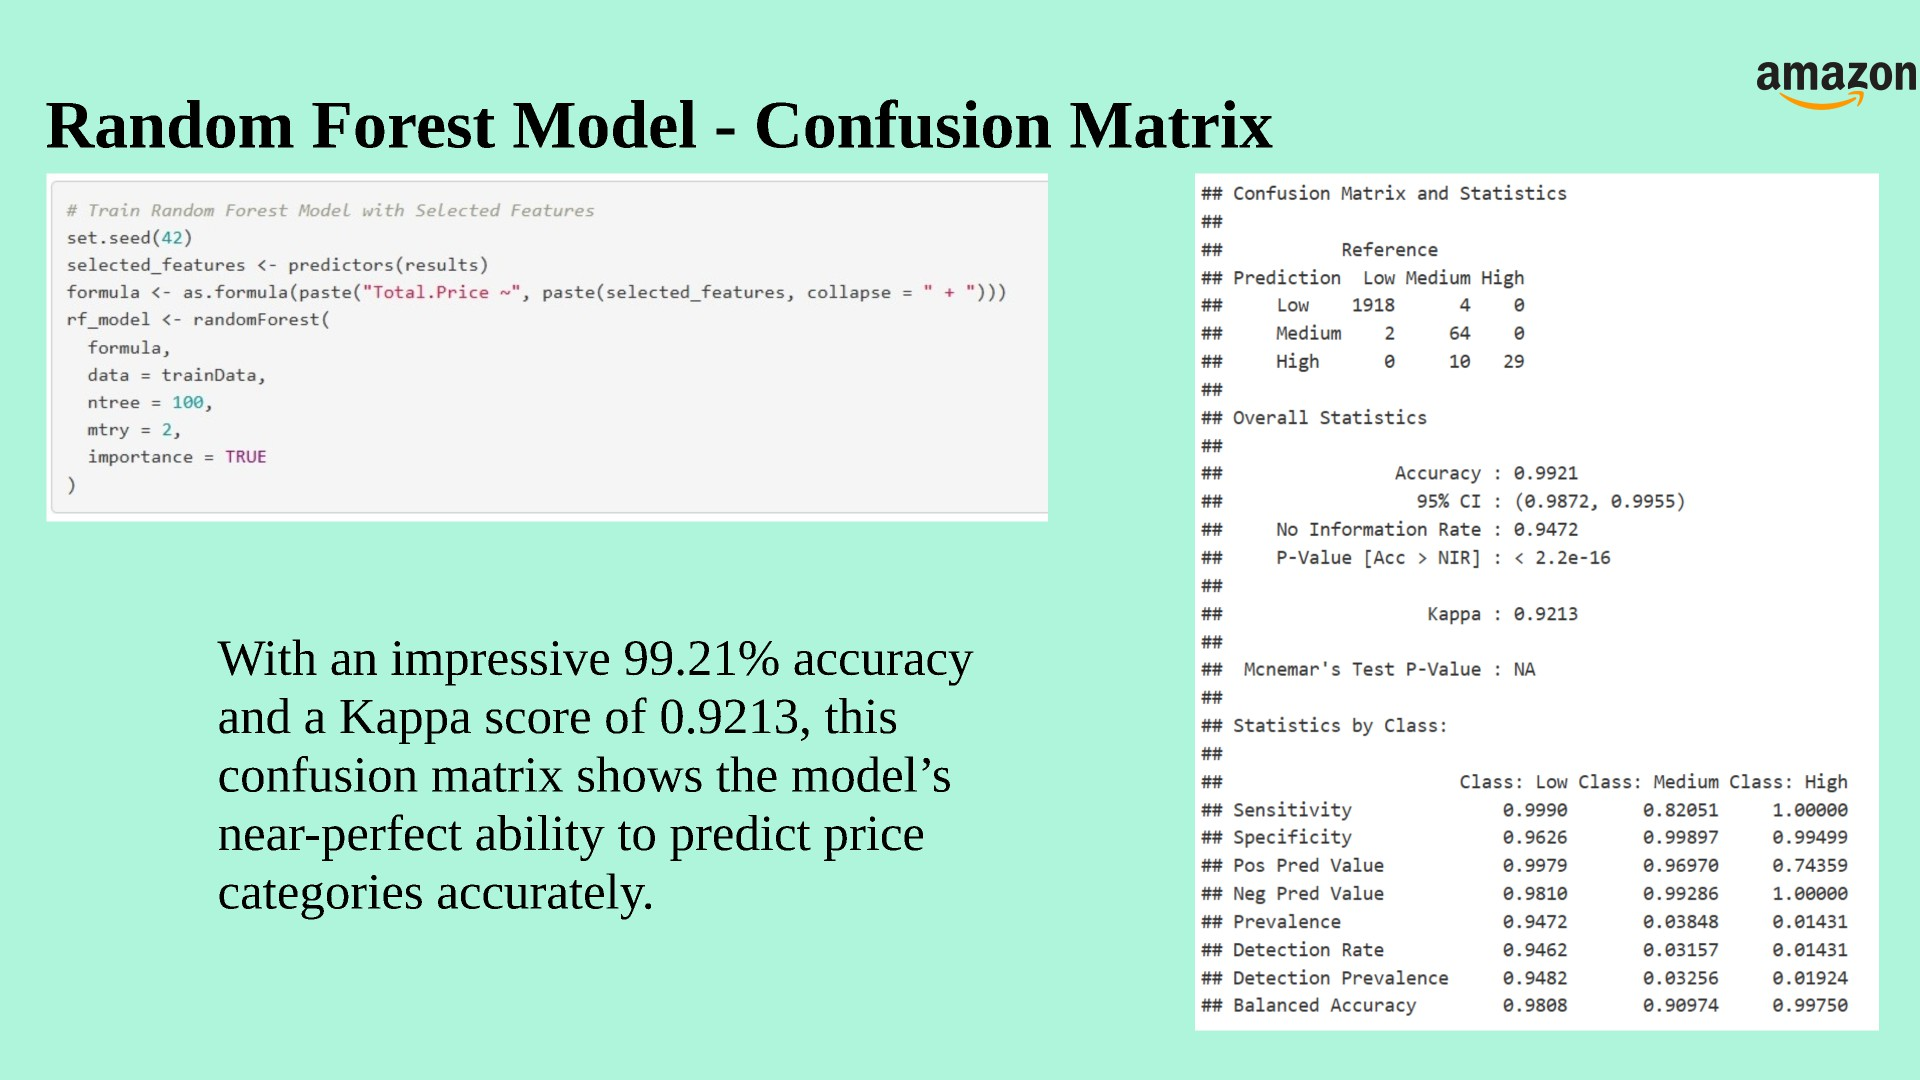 amazon
Random Forest Model - Confusion Matrix
# Train Random Forest Model with Selected Features
set.seed(42)
selected_features <- predictors(results)
formula <- as.formula(paste("Total.Price ~", paste(selected_features, collapse = " + ")))
rf_model <- randomForest(
  formula,
  data = trainData,
  ntree = 100,
  mtry = 2,
  importance = TRUE
)
With an impressive 99.21% accuracy
and a Kappa score of 0.9213, this
confusion matrix shows the model’s
near-perfect ability to predict price
categories accurately.
## Confusion Matrix and Statistics
##
##           Reference
## Prediction  Low Medium High
##     Low    1918      4    0
##     Medium    2     64    0
##     High      0     10   29
##
## Overall Statistics
##
##                Accuracy : 0.9921
##                  95% CI : (0.9872, 0.9955)
##     No Information Rate : 0.9472
##     P-Value [Acc > NIR] : < 2.2e-16
##
##                   Kappa : 0.9213
##
##  Mcnemar's Test P-Value : NA
##
## Statistics by Class:
##
##                      Class: Low Class: Medium Class: High
## Sensitivity              0.9990       0.82051     1.00000
## Specificity              0.9626       0.99897     0.99499
## Pos Pred Value           0.9979       0.96970     0.74359
## Neg Pred Value           0.9810       0.99286     1.00000
## Prevalence               0.9472       0.03848     0.01431
## Detection Rate           0.9462       0.03157     0.01431
## Detection Prevalence     0.9482       0.03256     0.01924
## Balanced Accuracy        0.9808       0.90974     0.99750